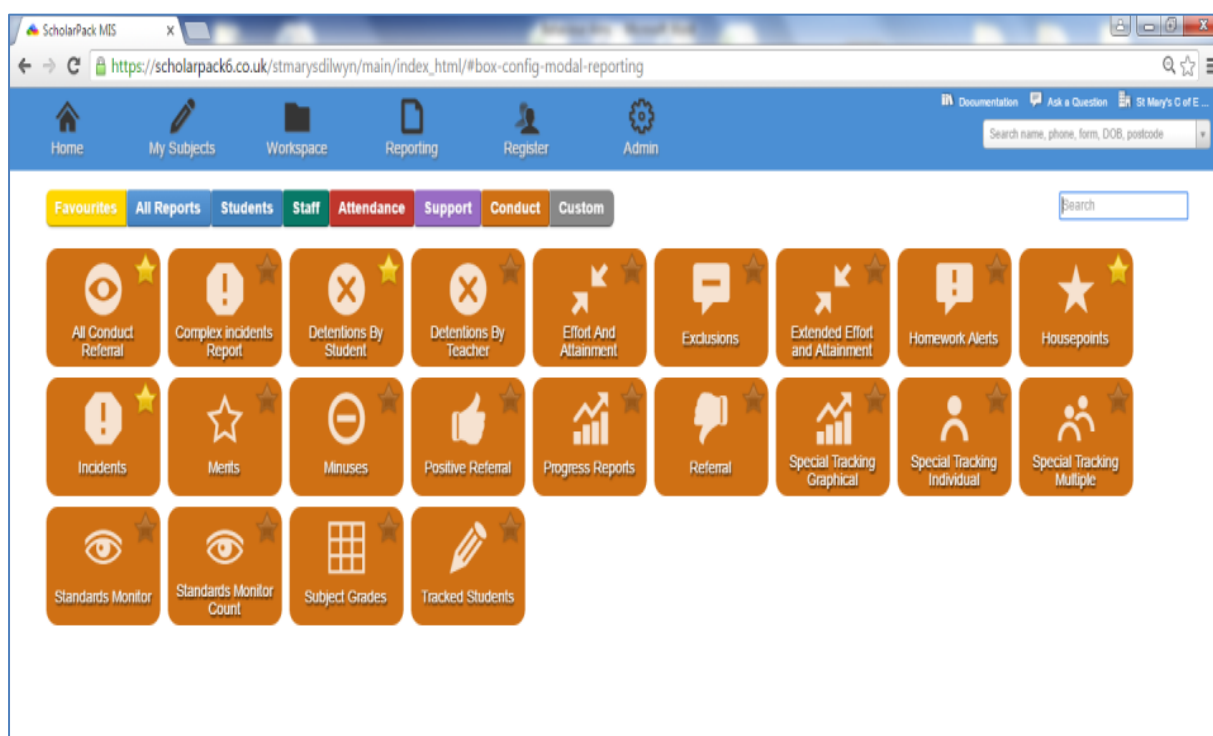 ScholarPack MIS
https://scholarpack6.co.uk/stmarysdilwyn/main/index_html/#box-config-modal-reporting
Documentation Ask a Question St Mary's C of E ...
Search name, phone, form, DOB, postcode
Home My Subjects Workspace Reporting Register Admin
Favourites All Reports Students Staff Attendance Support Conduct Custom
Search
All Conduct
Referral
Complex incidents
Report
Detentions By
Student
Detentions By
Teacher
Effort And
Attainment
Exclusions
Extended Effort
and Attainment
Homework Alerts
Housepoints
Incidents
Merits
Minuses
Positive Referral
Progress Reports
Referral
Special Tracking
Graphical
Special Tracking
Individual
Special Tracking
Multiple
Standards Monitor
Standards Monitor
Count
Subject Grades
Tracked Students